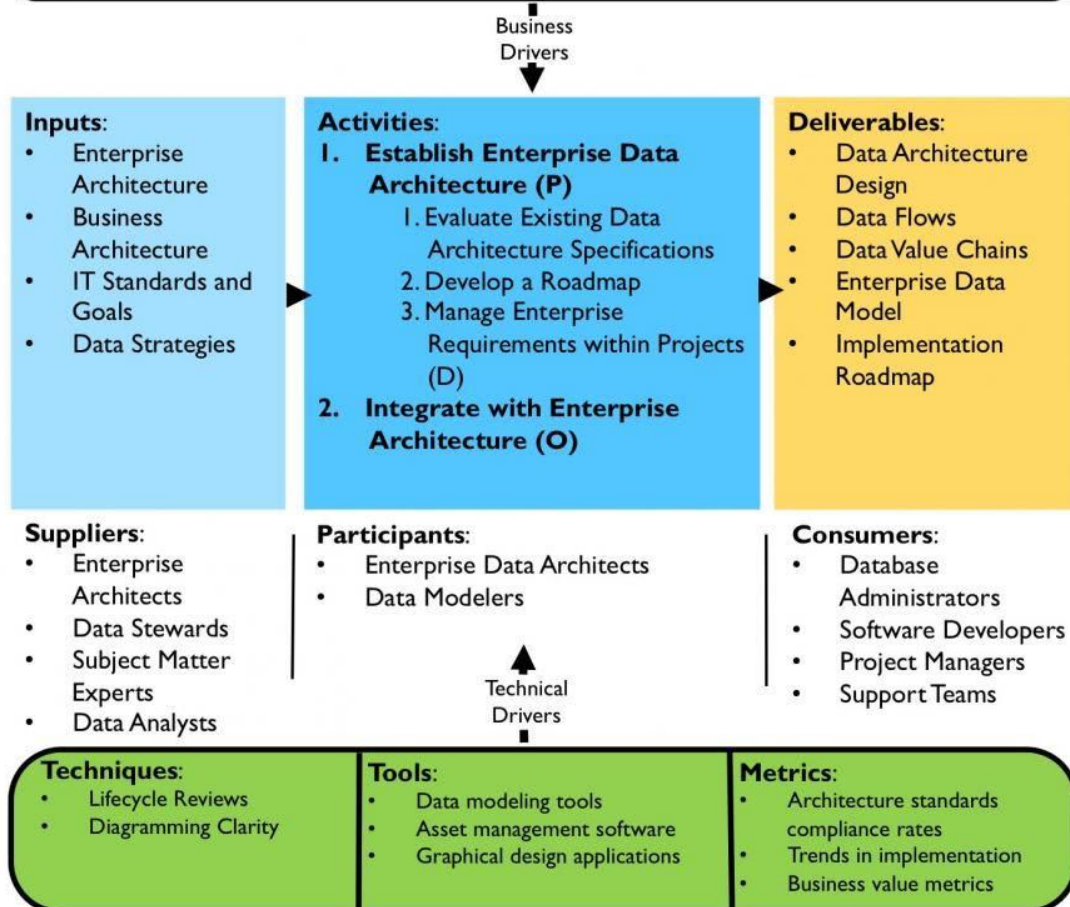 Business
Drivers
Inputs:
• Enterprise
Architecture
• Business
Architecture
• IT Standards and
Goals
• Data Strategies
Activities:
1. Establish Enterprise Data
Architecture (P)
1. Evaluate Existing Data
Architecture Specifications
2. Develop a Roadmap
3. Manage Enterprise
Requirements within Projects
(D)
2. Integrate with Enterprise
Architecture (O)
Deliverables:
• Data Architecture
Design
• Data Flows
• Data Value Chains
• Enterprise Data
Model
• Implementation
Roadmap
Suppliers:
• Enterprise
Architects
• Data Stewards
• Subject Matter
Experts
• Data Analysts
Participants:
• Enterprise Data Architects
• Data Modelers
Consumers:
• Database
Administrators
• Software Developers
• Project Managers
• Support Teams
Technical
Drivers
Techniques:
• Lifecycle Reviews
• Diagramming Clarity
Tools:
• Data modeling tools
• Asset management software
• Graphical design applications
Metrics:
• Architecture standards
compliance rates
• Trends in implementation
• Business value metrics